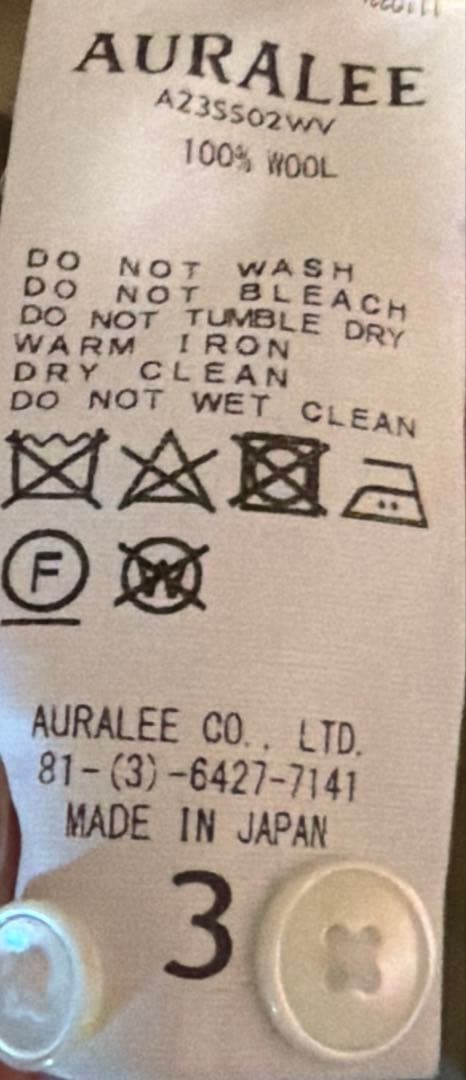 AURALEE
A23SS02WV
100% WOOL
DO NOT WASH
DO NOT BLEACH
DO NOT TUMBLE DRY
WARM IRON
DRY CLEAN
DO NOT WET CLEAN
F W
AURALEE CO., LTD.
81-(3)-6427-7141
MADE IN JAPAN
3